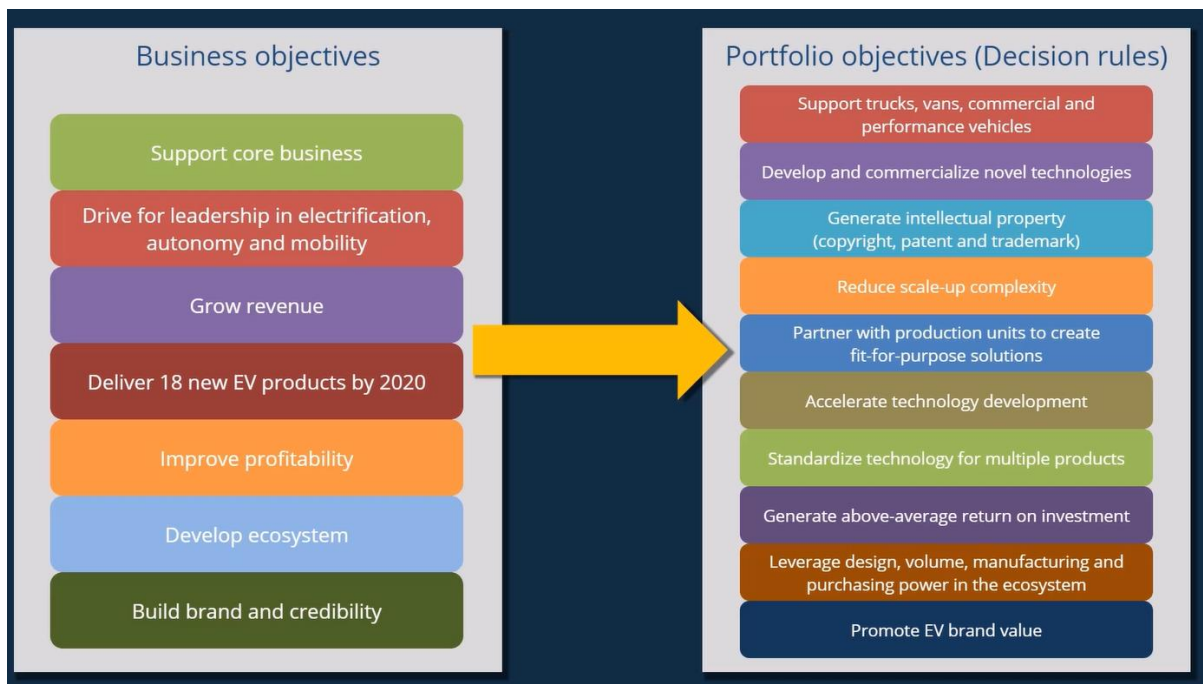 Business objectives
Support core business
Drive for leadership in electrification,
autonomy and mobility
Grow revenue
Deliver 18 new EV products by 2020
Improve profitability
Develop ecosystem
Build brand and credibility
Portfolio objectives (Decision rules)
Support trucks, vans, commercial and
performance vehicles
Develop and commercialize novel technologies
Generate intellectual property
(copyright, patent and trademark)
Reduce scale-up complexity
Partner with production units to create
fit-for-purpose solutions
Accelerate technology development
Standardize technology for multiple products
Generate above-average return on investment
Leverage design, volume, manufacturing and
purchasing power in the ecosystem
Promote EV brand value